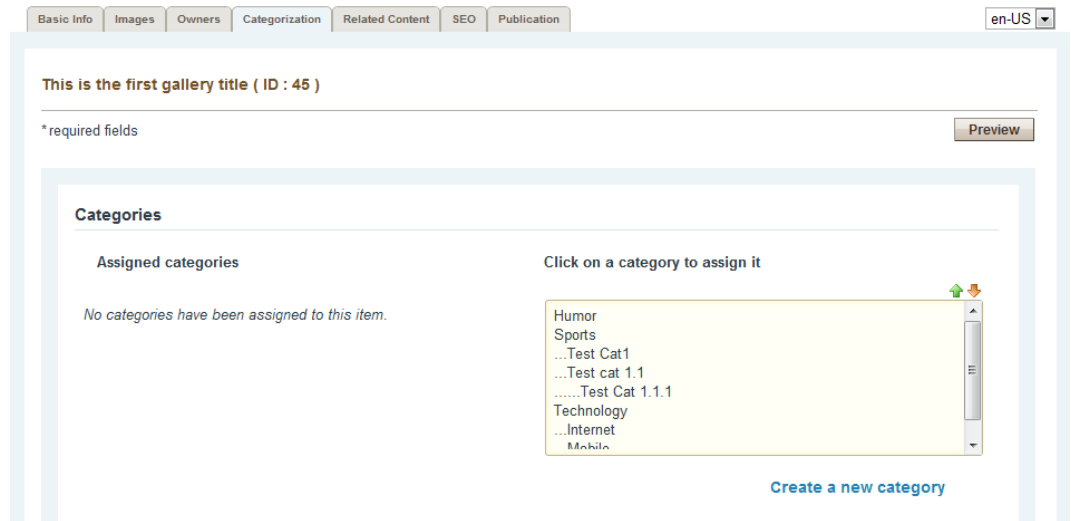 Basic Info Images Owners Categorization Related Content SEO Publication en-US
This is the first gallery title ( ID : 45 )
* required fields Preview
Categories
Assigned categories Click on a category to assign it
No categories have been assigned to this item.
Humor
Sports
...Test Cat1
...Test cat 1.1
......Test Cat 1.1.1
Technology
...Internet
...Mobile
Create a new category